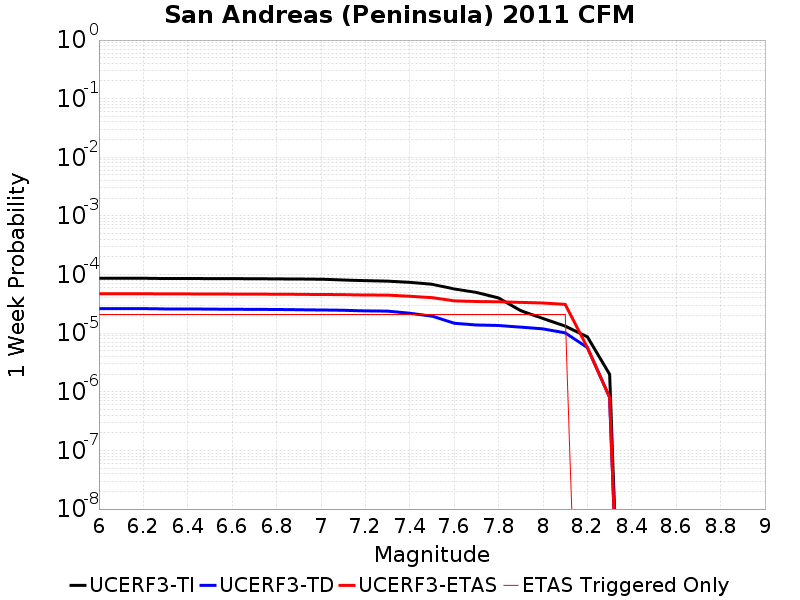 San Andreas (Peninsula) 2011 CFM
1 Week Probability
10^0
10^-1
10^-2
10^-3
10^-4
10^-5
10^-6
10^-7
10^-8
6 6.2 6.4 6.6 6.8 7 7.2 7.4 7.6 7.8 8 8.2 8.4 8.6 8.8 9
Magnitude
UCERF3-TI UCERF3-TD UCERF3-ETAS ETAS Triggered Only